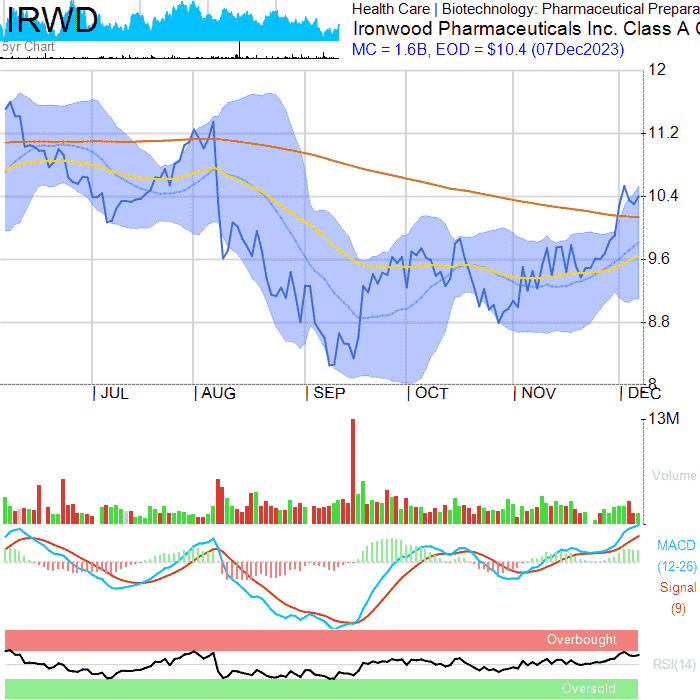 IRWD
Health Care | Biotechnology: Pharmaceutical Prepara
Ironwood Pharmaceuticals Inc. Class A
5yr Chart
MC = 1.6B, EOD = $10.4 (07Dec2023)
12
11.2
10.4
9.6
8.8
8
JUL
AUG
SEP
OCT
NOV
DEC
13M
Volume
MACD
(12-26)
Signal
(9)
Overbought
RSI(14)
Oversold